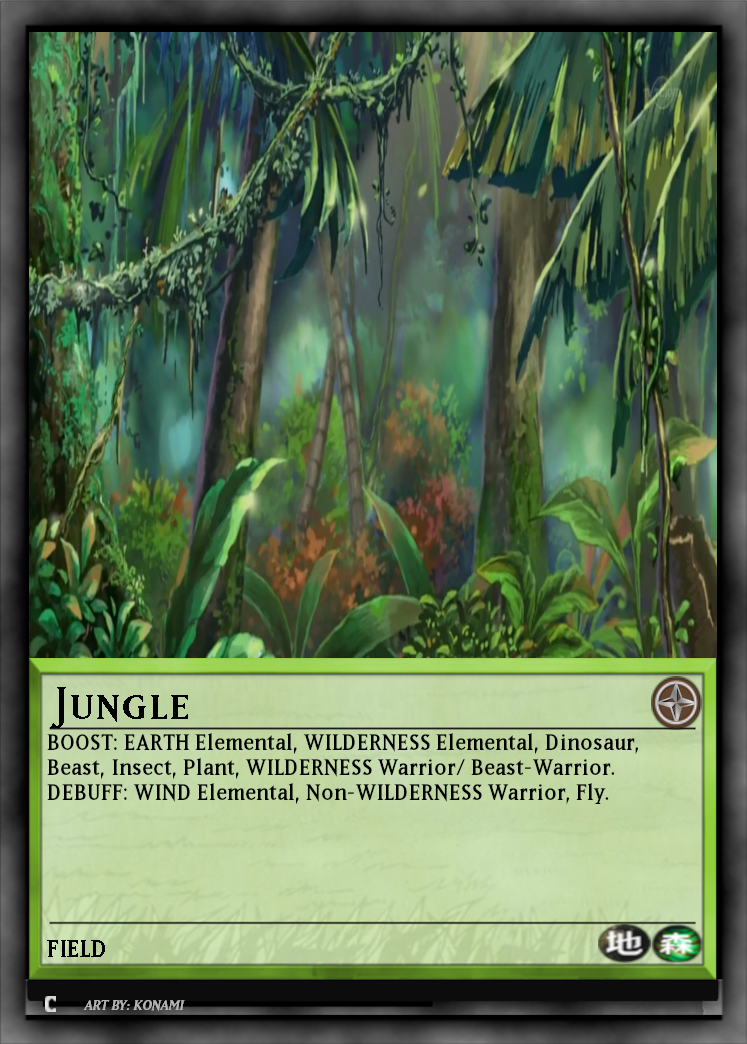 Jungle
BOOST: EARTH Elemental, WILDERNESS Elemental, Dinosaur,
Beast, Insect, Plant, WILDERNESS Warrior/ Beast-Warrior.
DEBUFF: WIND Elemental, Non-WILDERNESS Warrior, Fly.
FIELD
地 森
C ART BY: KONAMI